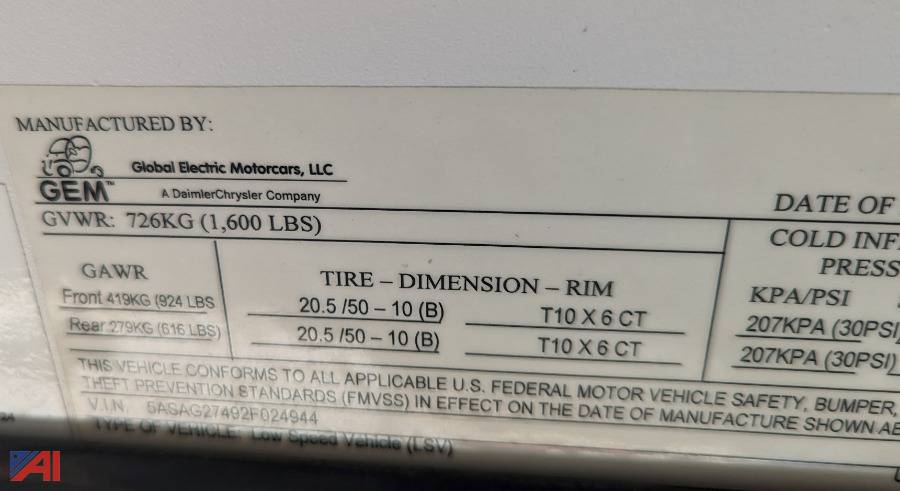 MANUFACTURED BY:
Global Electric Motorcars, LLC
GEM™ A DaimlerChrysler Company
DATE OF
GVWR: 726KG (1,600 LBS)
COLD INF
PRESS
GAWR
TIRE – DIMENSION – RIM
KPA/PSI
Front 419KG (924 LBS
20.5 /50 – 10 (B) T10 X 6 CT
207KPA (30PSI)
Rear 279KG (616 LBS)
20.5 /50 – 10 (B) T10 X 6 CT
207KPA (30PSI)
THIS VEHICLE CONFORMS TO ALL APPLICABLE U.S. FEDERAL MOTOR VEHICLE SAFETY, BUMPER,
THEFT PREVENTION STANDARDS (FMVSS) IN EFFECT ON THE DATE OF MANUFACTURE SHOWN AB
V.I.N. 5ASAG27492F024944
TYPE OF VEHICLE: Low Speed Vehicle (LSV)
AI